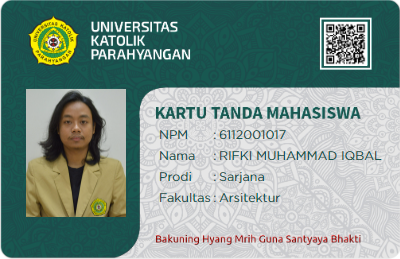 UNIVERSITAS
KATOLIK
PARAHYANGAN
KARTU TANDA MAHASISWA
NPM : 6112001017
Nama : RIFKI MUHAMMAD IQBAL
Prodi : Sarjana
Fakultas : Arsitektur
Bakuning Hyang Mrih Guna Santyaya Bhakti